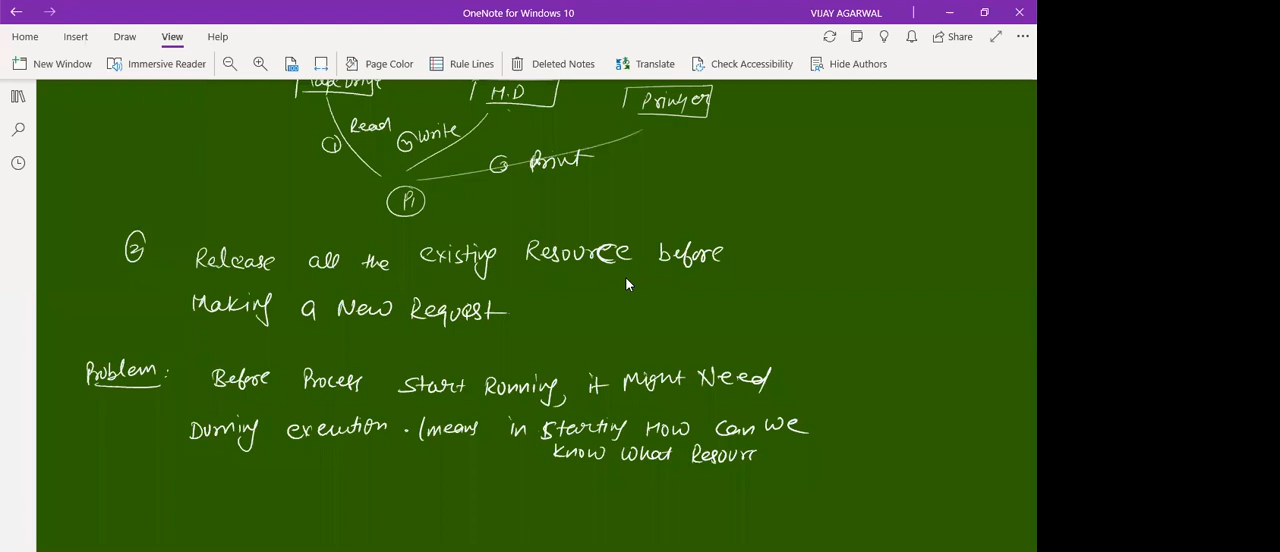 OneNote for Windows 10
VIJAY AGARWAL
Home Insert Draw View Help
Share
New Window Immersive Reader Page Color Rule Lines Deleted Notes Translate Check Accessibility Hide Authors
H.D
Printer
Read
① Write
Print
P1
② Release all the existing Resource before
Making a New Request
Problem: Before Process Start Running, it Might Need
During execution. (means in Starting How can we
know what Resour